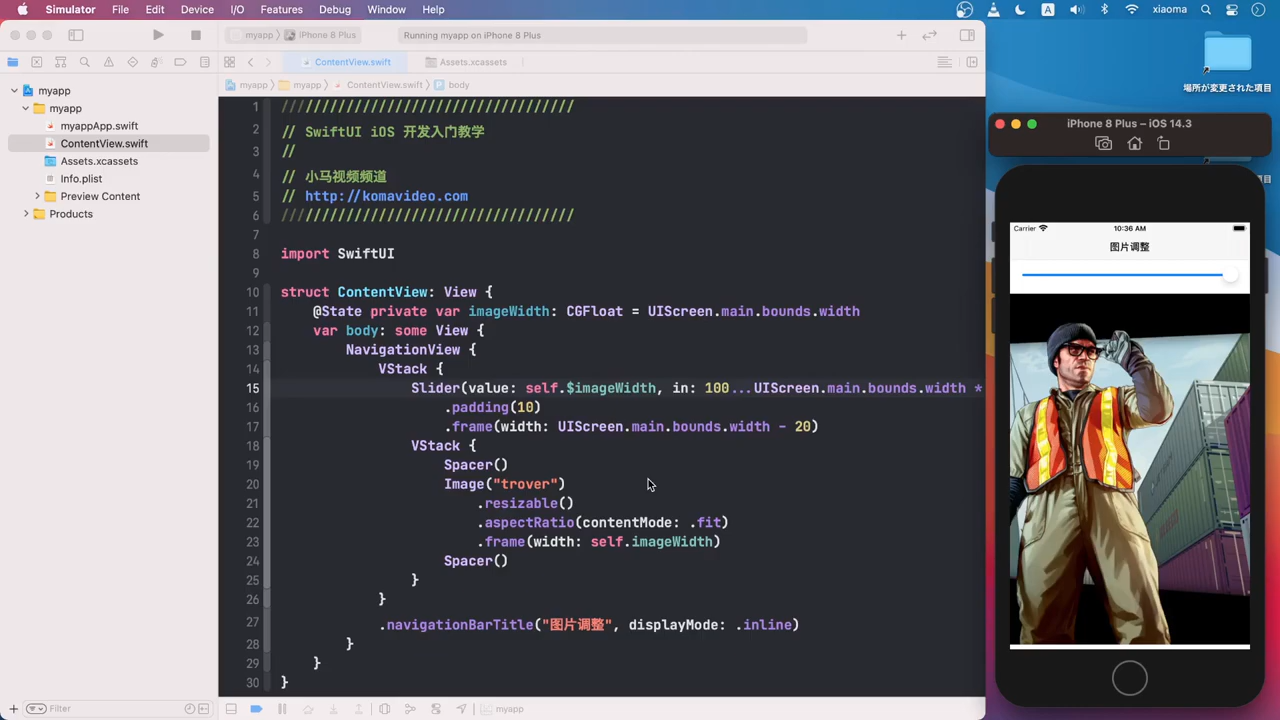 Simulator File Edit Device I/O Features Debug Window Help
A xiaoma
myapp iPhone 8 Plus
Running myapp on iPhone 8 Plus
ContentView.swift
Assets.xcassets
myapp myapp ContentView.swift body
myapp
myapp
myappApp.swift
ContentView.swift
Assets.xcassets
Info.plist
Preview Content
Products
Filter
1 ////////////////////////////////////
2 // SwiftUI iOS 开发入门教学
3 //
4 // 小马视频频道
5 // http://komavideo.com
6 ////////////////////////////////////
7
8 import SwiftUI
9
10 struct ContentView: View {
11 @State private var imageWidth: CGFloat = UIScreen.main.bounds.width
12 var body: some View {
13 NavigationView {
14 VStack {
15 Slider(value: self.$imageWidth, in: 100...UIScreen.main.bounds.width *
16 .padding(10)
17 .frame(width: UIScreen.main.bounds.width - 20)
18 VStack {
19 Spacer()
20 Image("trover")
21 .resizable()
22 .aspectRatio(contentMode: .fit)
23 .frame(width: self.imageWidth)
24 Spacer()
25 }
26 }
27 .navigationBarTitle("图片调整", displayMode: .inline)
28 }
29 }
30 }
myapp
場所が変更された項目
iPhone 8 Plus – iOS 14.3
項目
Carrier 10:36 AM
图片调整